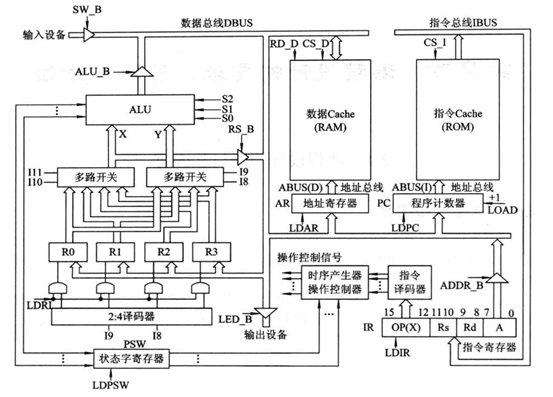 SW_B
数据总线DBUS
指令总线IBUS
输入设备
RD_D CS_D
CS_I
ALU_B
ALU
S2
S1
S0
X Y
RS_B
数据Cache
(RAM)
指令Cache
(ROM)
I11
I10
多路开关
多路开关
I9
I8
ABUS(D) 地址总线
ABUS(I) 地址总线
AR
地址寄存器
PC
程序计数器
+1
LOAD
LDAR
LDPC
R0
R1
R2
R3
操作控制信号
时序产生器
操作控制器
指令
译码器
ADDR_B
LDRi
2:4译码器
I9 I8
LED_B
输出设备
15 12 11 10 9 8 7 0
IR
OP(X)
Rs
Rd
A
指令寄存器
LDIR
PSW
状态字寄存器
LDPSW